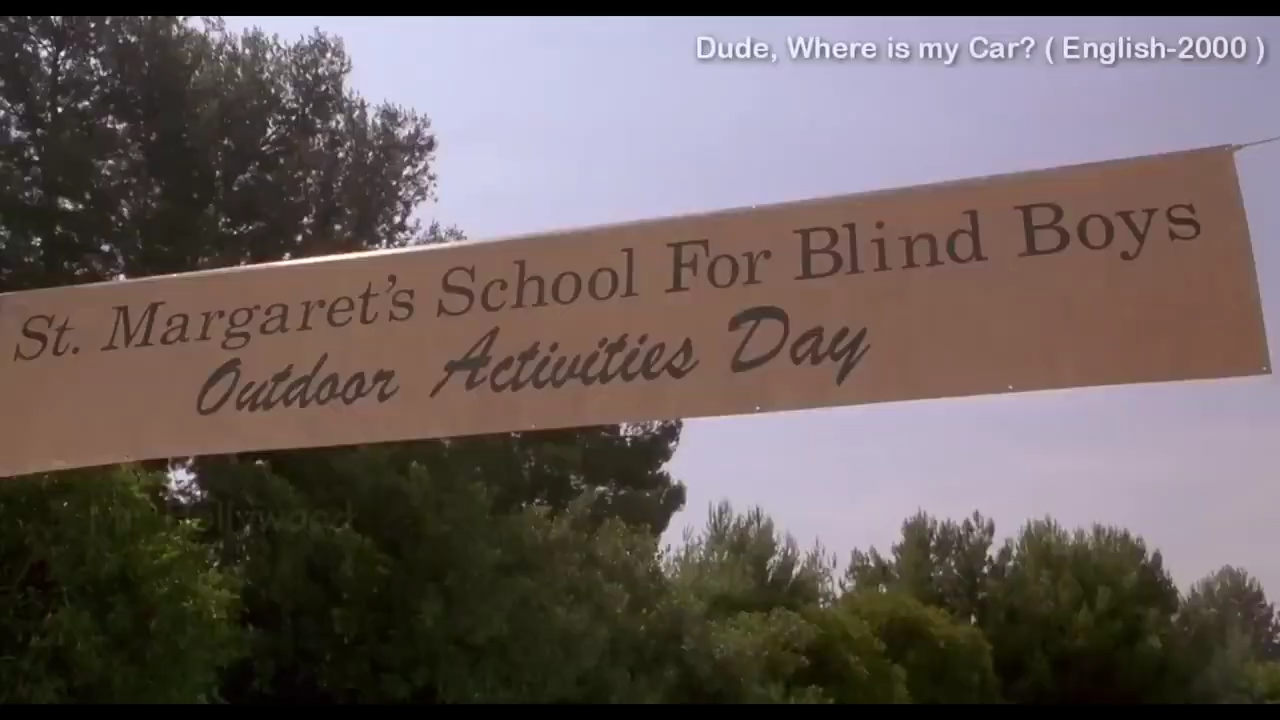 Dude, Where is my Car? ( English-2000 )
St. Margaret's School For Blind Boys
Outdoor Activities Day